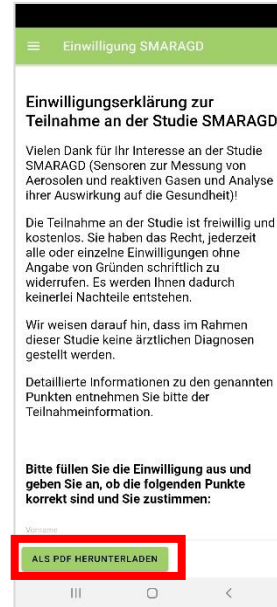 Einwilligung SMARAGD
Einwilligungserklärung zur
Teilnahme an der Studie SMARAGD
Vielen Dank für Ihr Interesse an der Studie
SMARAGD (Sensoren zur Messung von
Aerosolen und reaktiven Gasen und Analyse
ihrer Auswirkung auf die Gesundheit)!
Die Teilnahme an der Studie ist freiwillig und
kostenlos. Sie haben das Recht, jederzeit
alle oder einzelne Einwilligungen ohne
Angabe von Gründen schriftlich zu
widerrufen. Es werden Ihnen dadurch
keinerlei Nachteile entstehen.
Wir weisen darauf hin, dass im Rahmen
dieser Studie keine ärztlichen Diagnosen
gestellt werden.
Detaillierte Informationen zu den genannten
Punkten entnehmen Sie bitte der
Teilnahmeinformation.
Bitte füllen Sie die Einwilligung aus und
geben Sie an, ob die folgenden Punkte
korrekt sind und Sie zustimmen:
Vorname
ALS PDF HERUNTERLADEN